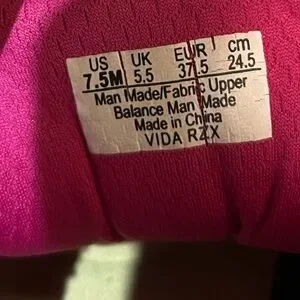 US UK EUR cm
7.5M 5.5 37.5 24.5
Man Made/Fabric Upper
Balance Man Made
Made in China
VIDA RZX